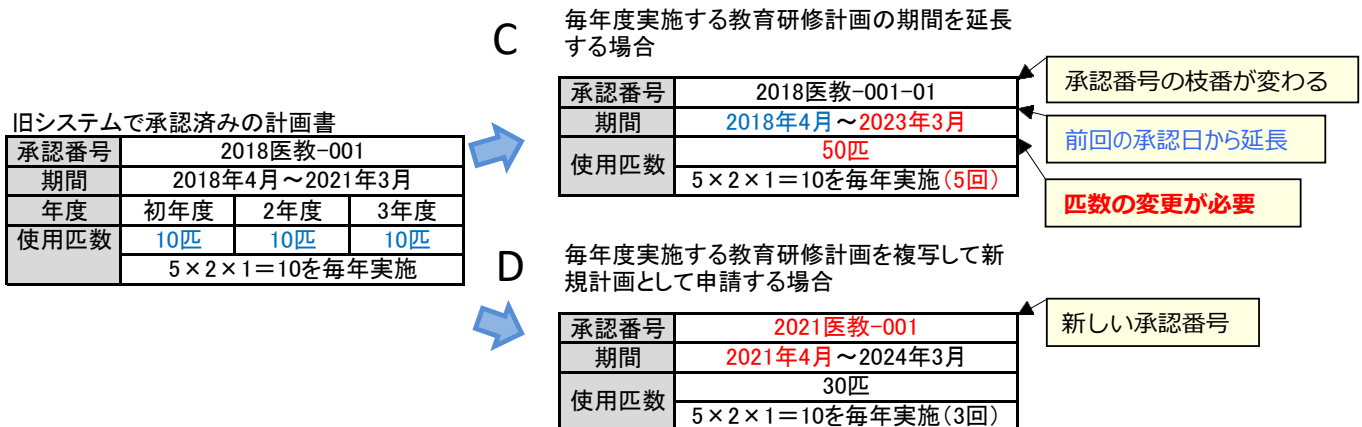 旧システムで承認済みの計画書
承認番号 2018医教-001
期間 2018年4月～2021年3月
年度 初年度 2年度 3年度
使用匹数 10匹 10匹 10匹
5×2×1＝10を毎年実施
C
毎年度実施する教育研修計画の期間を延長
する場合
承認番号 2018医教-001-01
期間 2018年4月～2023年3月
使用匹数 50匹
5×2×1＝10を毎年実施（5回）
承認番号の枝番が変わる
前回の承認日から延長
匹数の変更が必要
D
毎年度実施する教育研修計画を複写して新
規計画として申請する場合
承認番号 2021医教-001
期間 2021年4月～2024年3月
使用匹数 30匹
5×2×1＝10を毎年実施（3回）
新しい承認番号